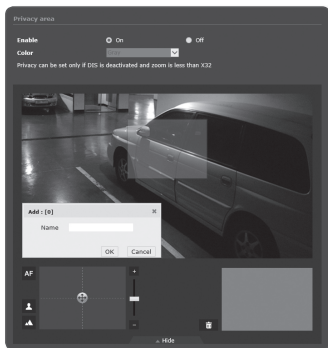 Privacy area
Enable On Off
Color
Privacy can be set only if DIS is deactivated and zoom is less than X32
Add : [0] ×
Name
OK Cancel
AF
+
−
Hide